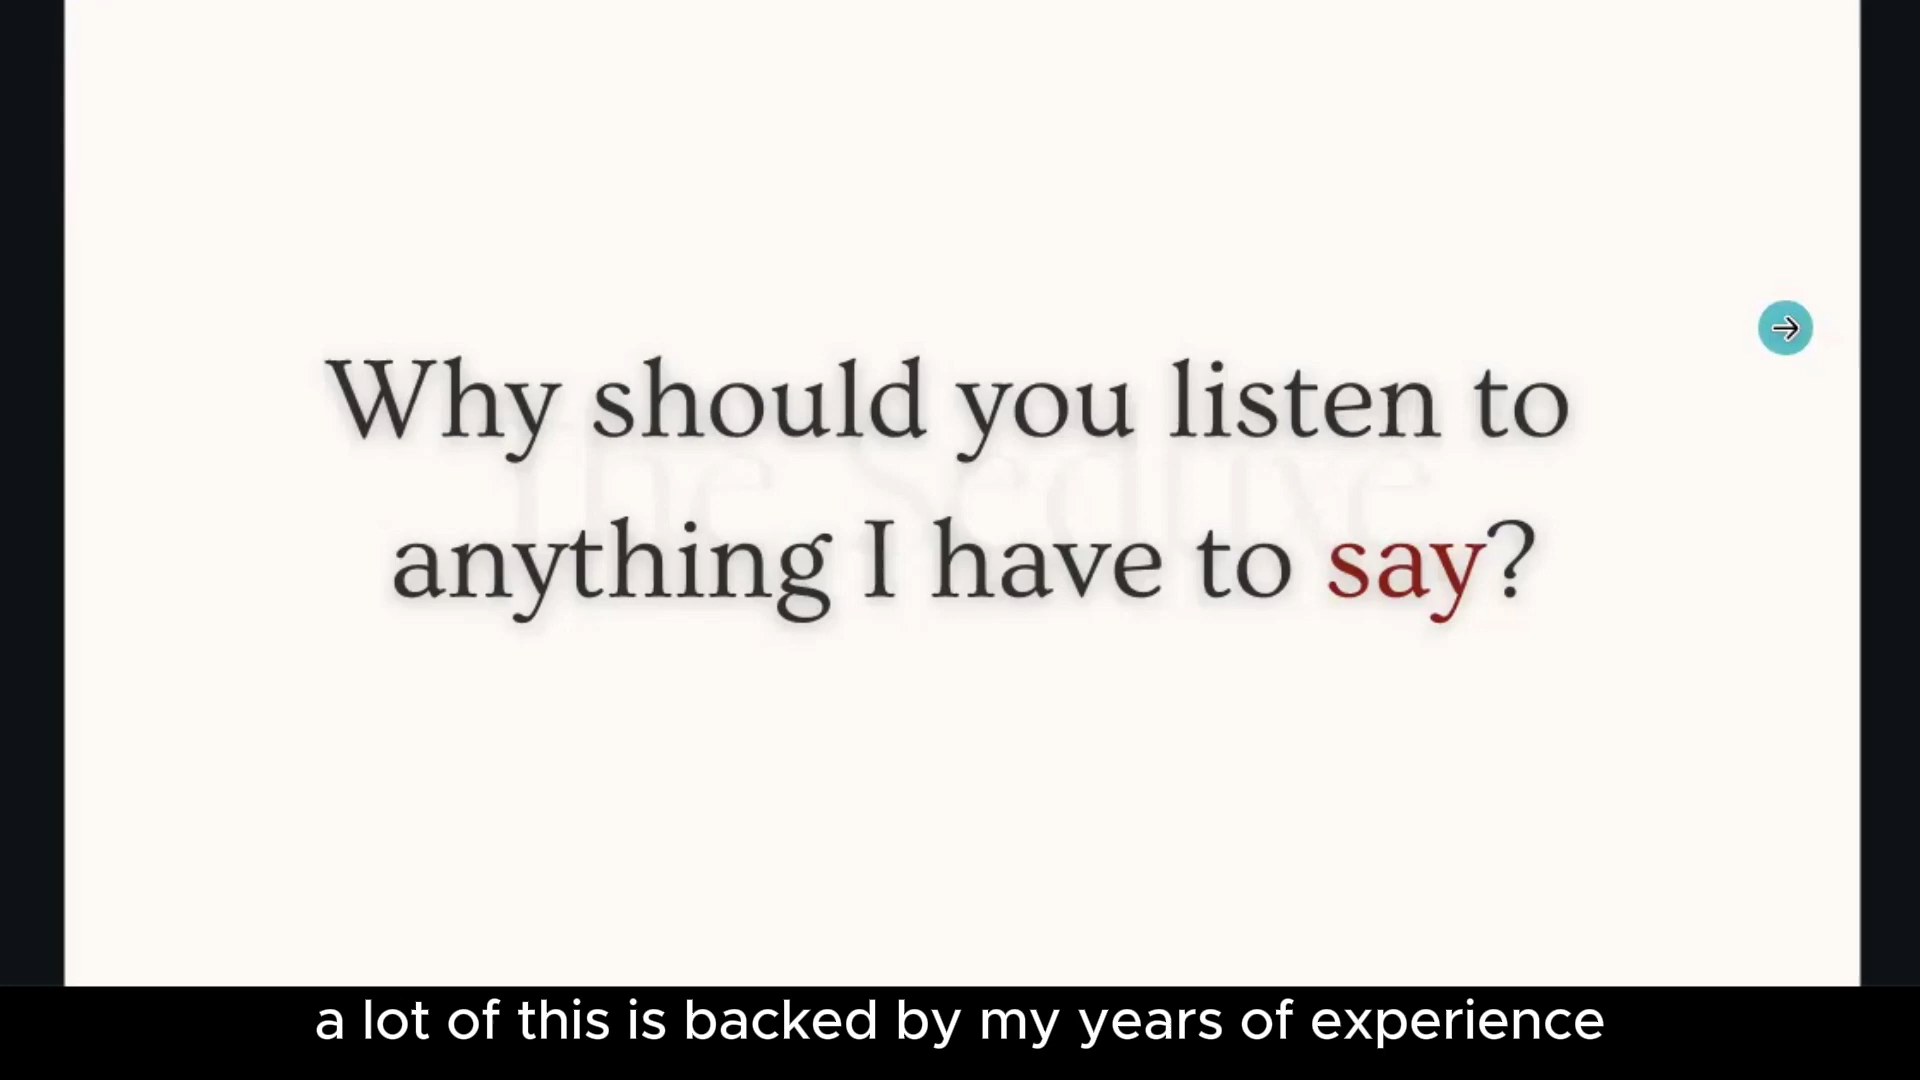 Why should you listen to
anything I have to say?
a lot of this is backed by my years of experience